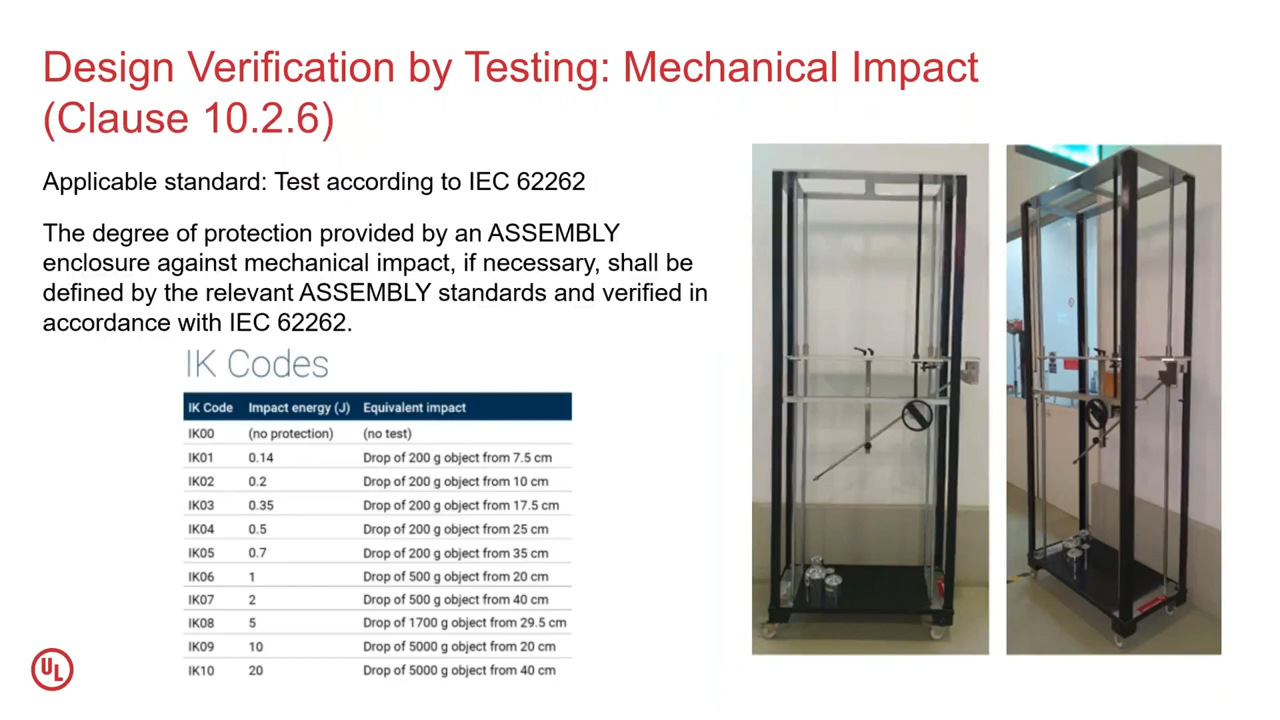 Design Verification by Testing: Mechanical Impact
(Clause 10.2.6)
Applicable standard: Test according to IEC 62262
The degree of protection provided by an ASSEMBLY
enclosure against mechanical impact, if necessary, shall be
defined by the relevant ASSEMBLY standards and verified in
accordance with IEC 62262.
IK Codes
IK Code Impact energy (J) Equivalent impact
IK00 (no protection) (no test)
IK01 0.14 Drop of 200 g object from 7.5 cm
IK02 0.2 Drop of 200 g object from 10 cm
IK03 0.35 Drop of 200 g object from 17.5 cm
IK04 0.5 Drop of 200 g object from 25 cm
IK05 0.7 Drop of 200 g object from 35 cm
IK06 1 Drop of 500 g object from 20 cm
IK07 2 Drop of 500 g object from 40 cm
IK08 5 Drop of 1700 g object from 29.5 cm
IK09 10 Drop of 5000 g object from 20 cm
IK10 20 Drop of 5000 g object from 40 cm
UL